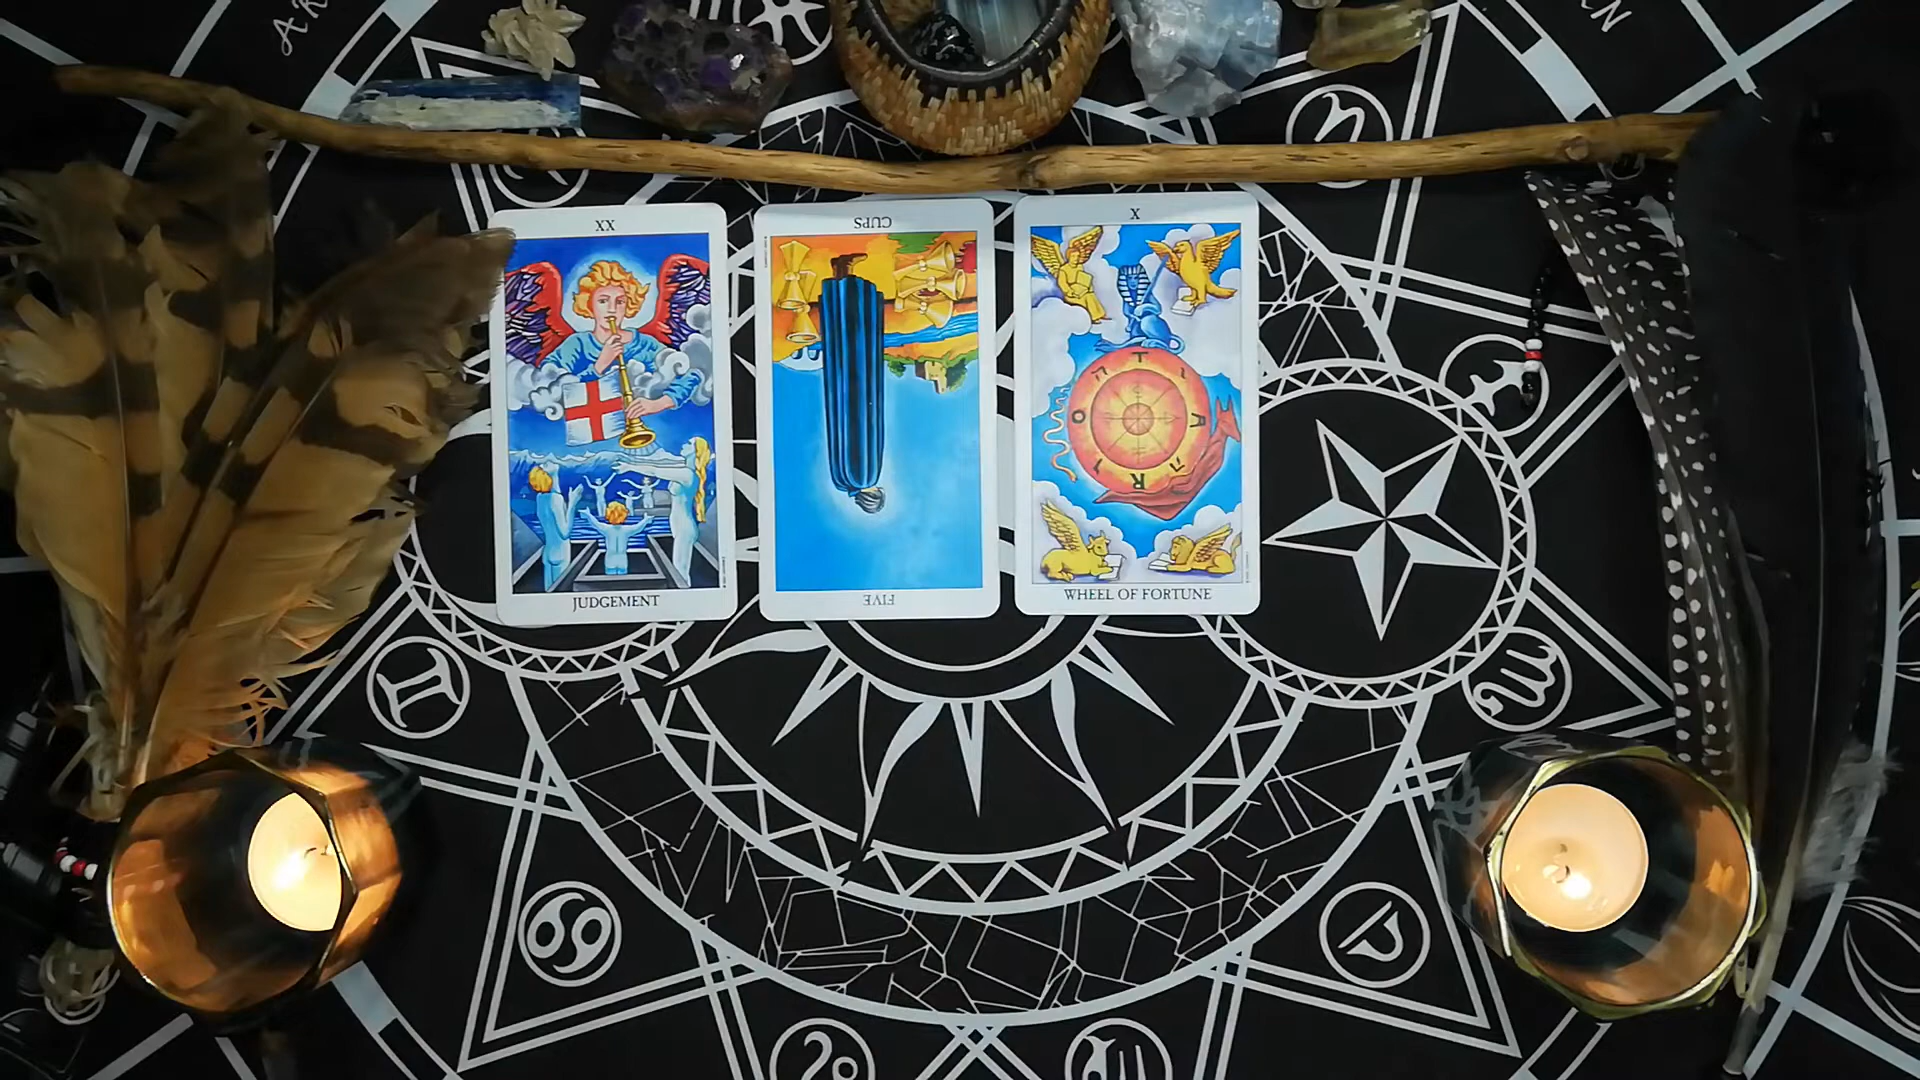 XX
JUDGEMENT
CUPS
FIVE
X
T
A
R
O
WHEEL OF FORTUNE